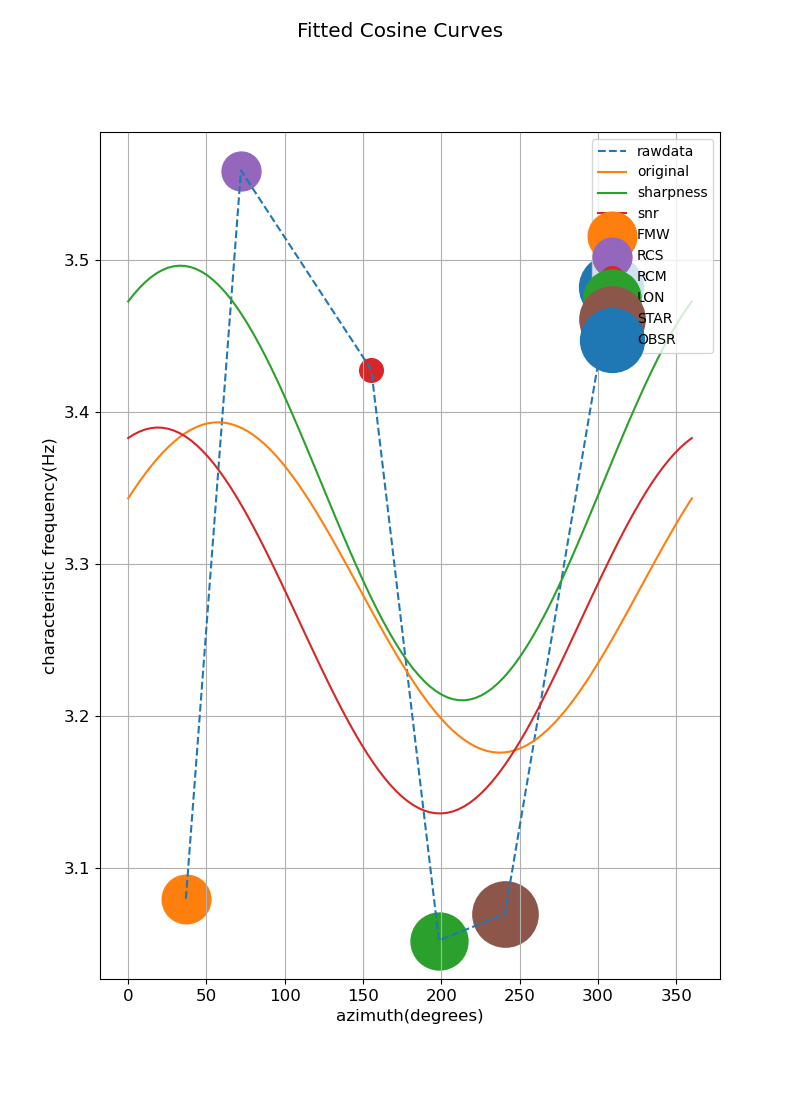 Fitted Cosine Curves
rawdata
original
sharpness
snr
FMW
RCS
RCM
LON
STAR
OBSR
3.5
3.4
3.3
3.2
3.1
characteristic frequency(Hz)
0 50 100 150 200 250 300 350
azimuth(degrees)